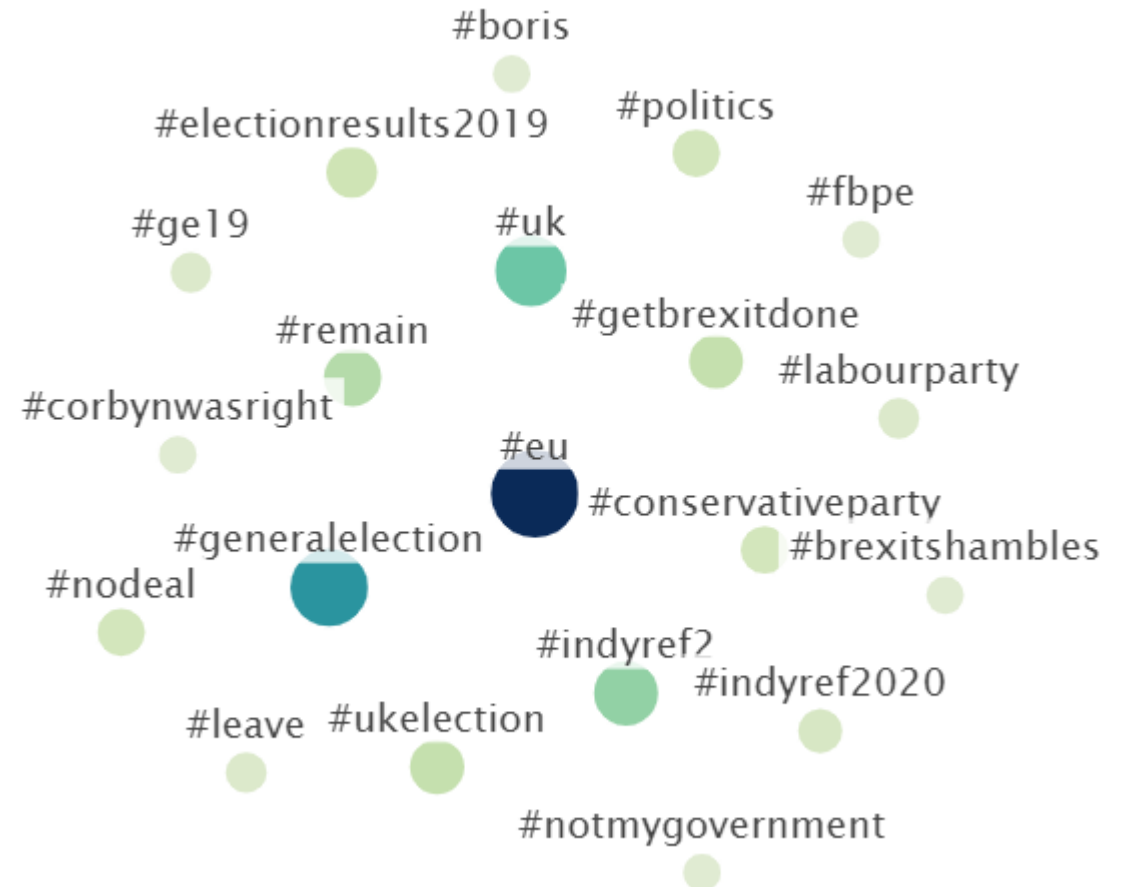 #boris
#politics
#electionresults2019
#fbpe
#uk
#ge19
#getbrexitdone
#remain
#labourparty
#corbynwasright
#eu
#conservativeparty
#generalelection
#brexitshambles
#nodeal
#indyref2
#indyref2020
#leave
#ukelection
#notmygovernment